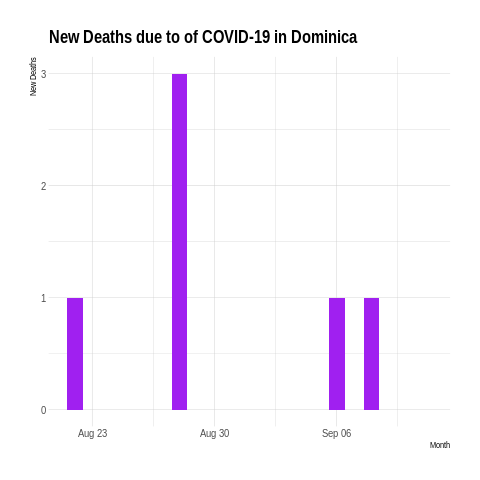 New Deaths due to of COVID-19 in Dominica
New Deaths
3
2
1
0
Aug 23 Aug 30 Sep 06
Month